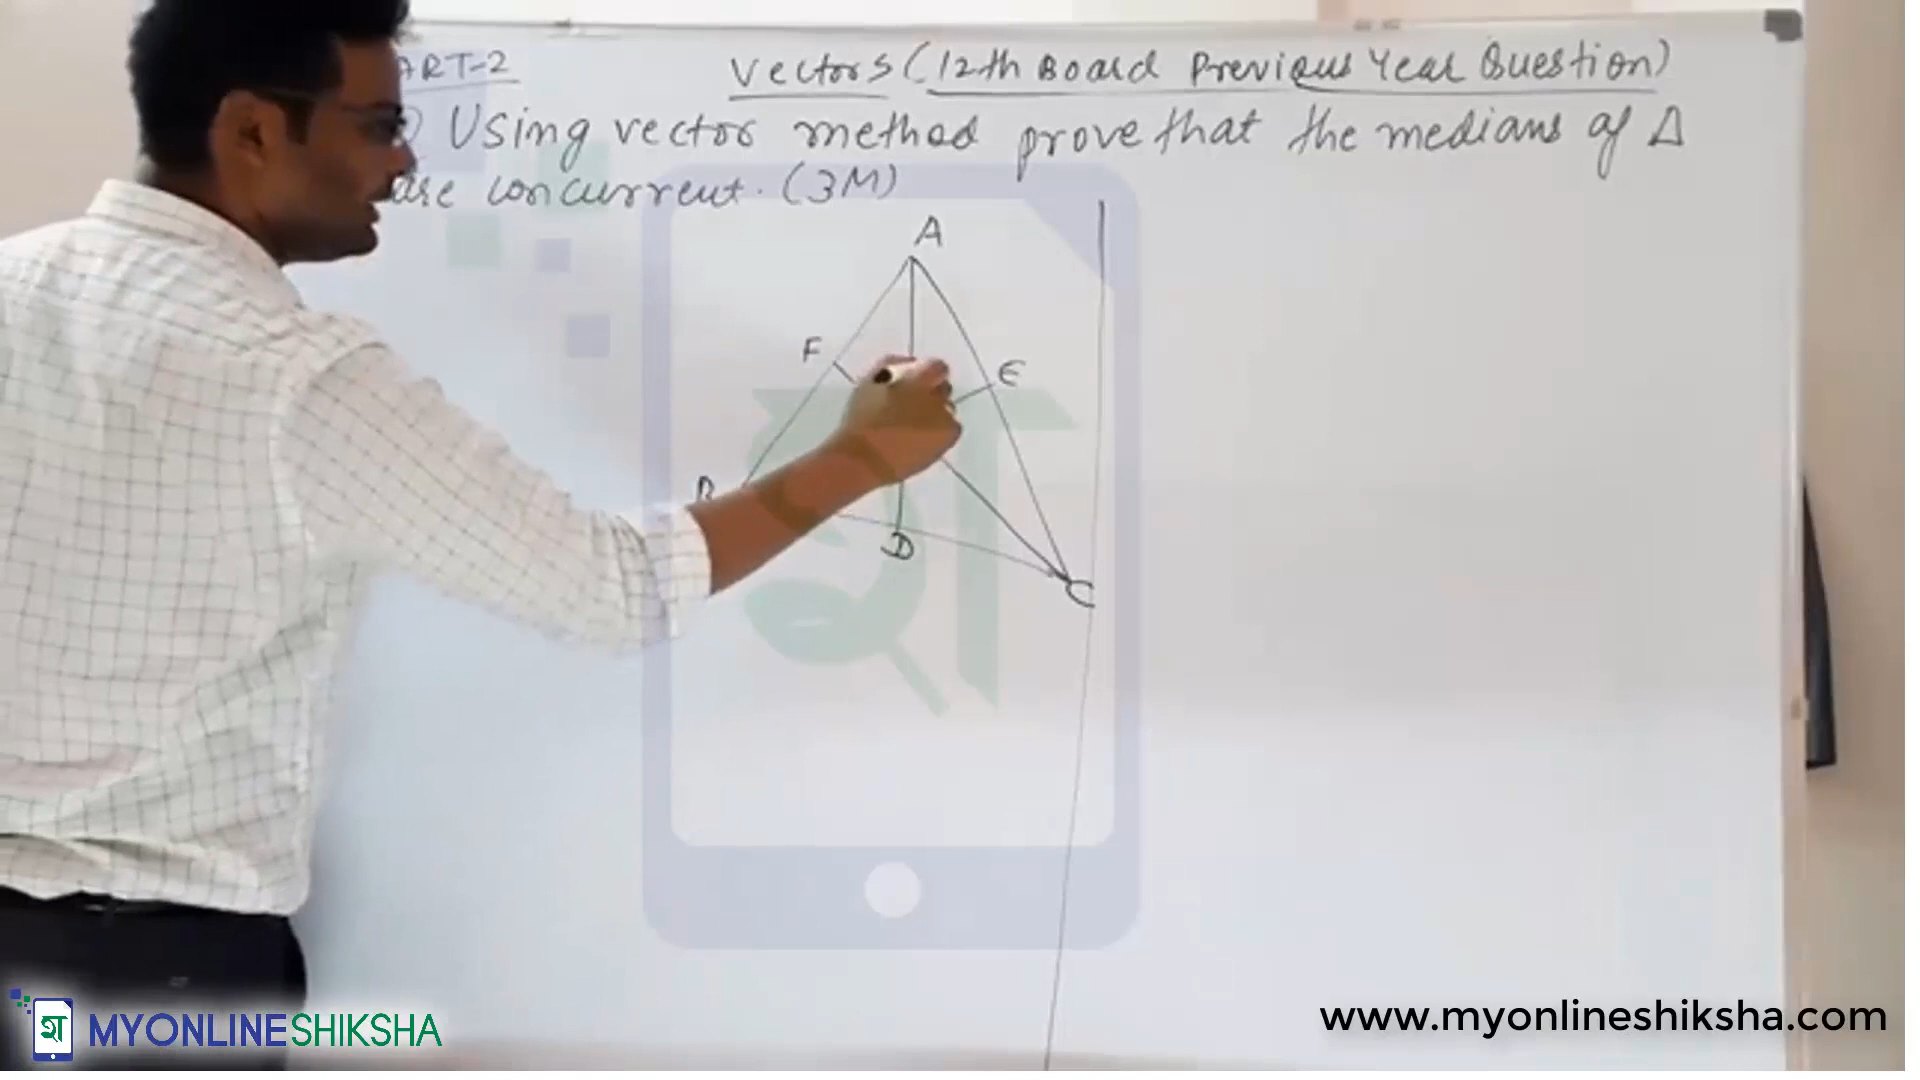 ART-2
Vectors (12th Board Previous Year Question)
Using vector method prove that the medians of Δ
are concurrent. (3M)
A
F
E
B
D
C
MYONLINESHIKSHA
www.myonlineshiksha.com